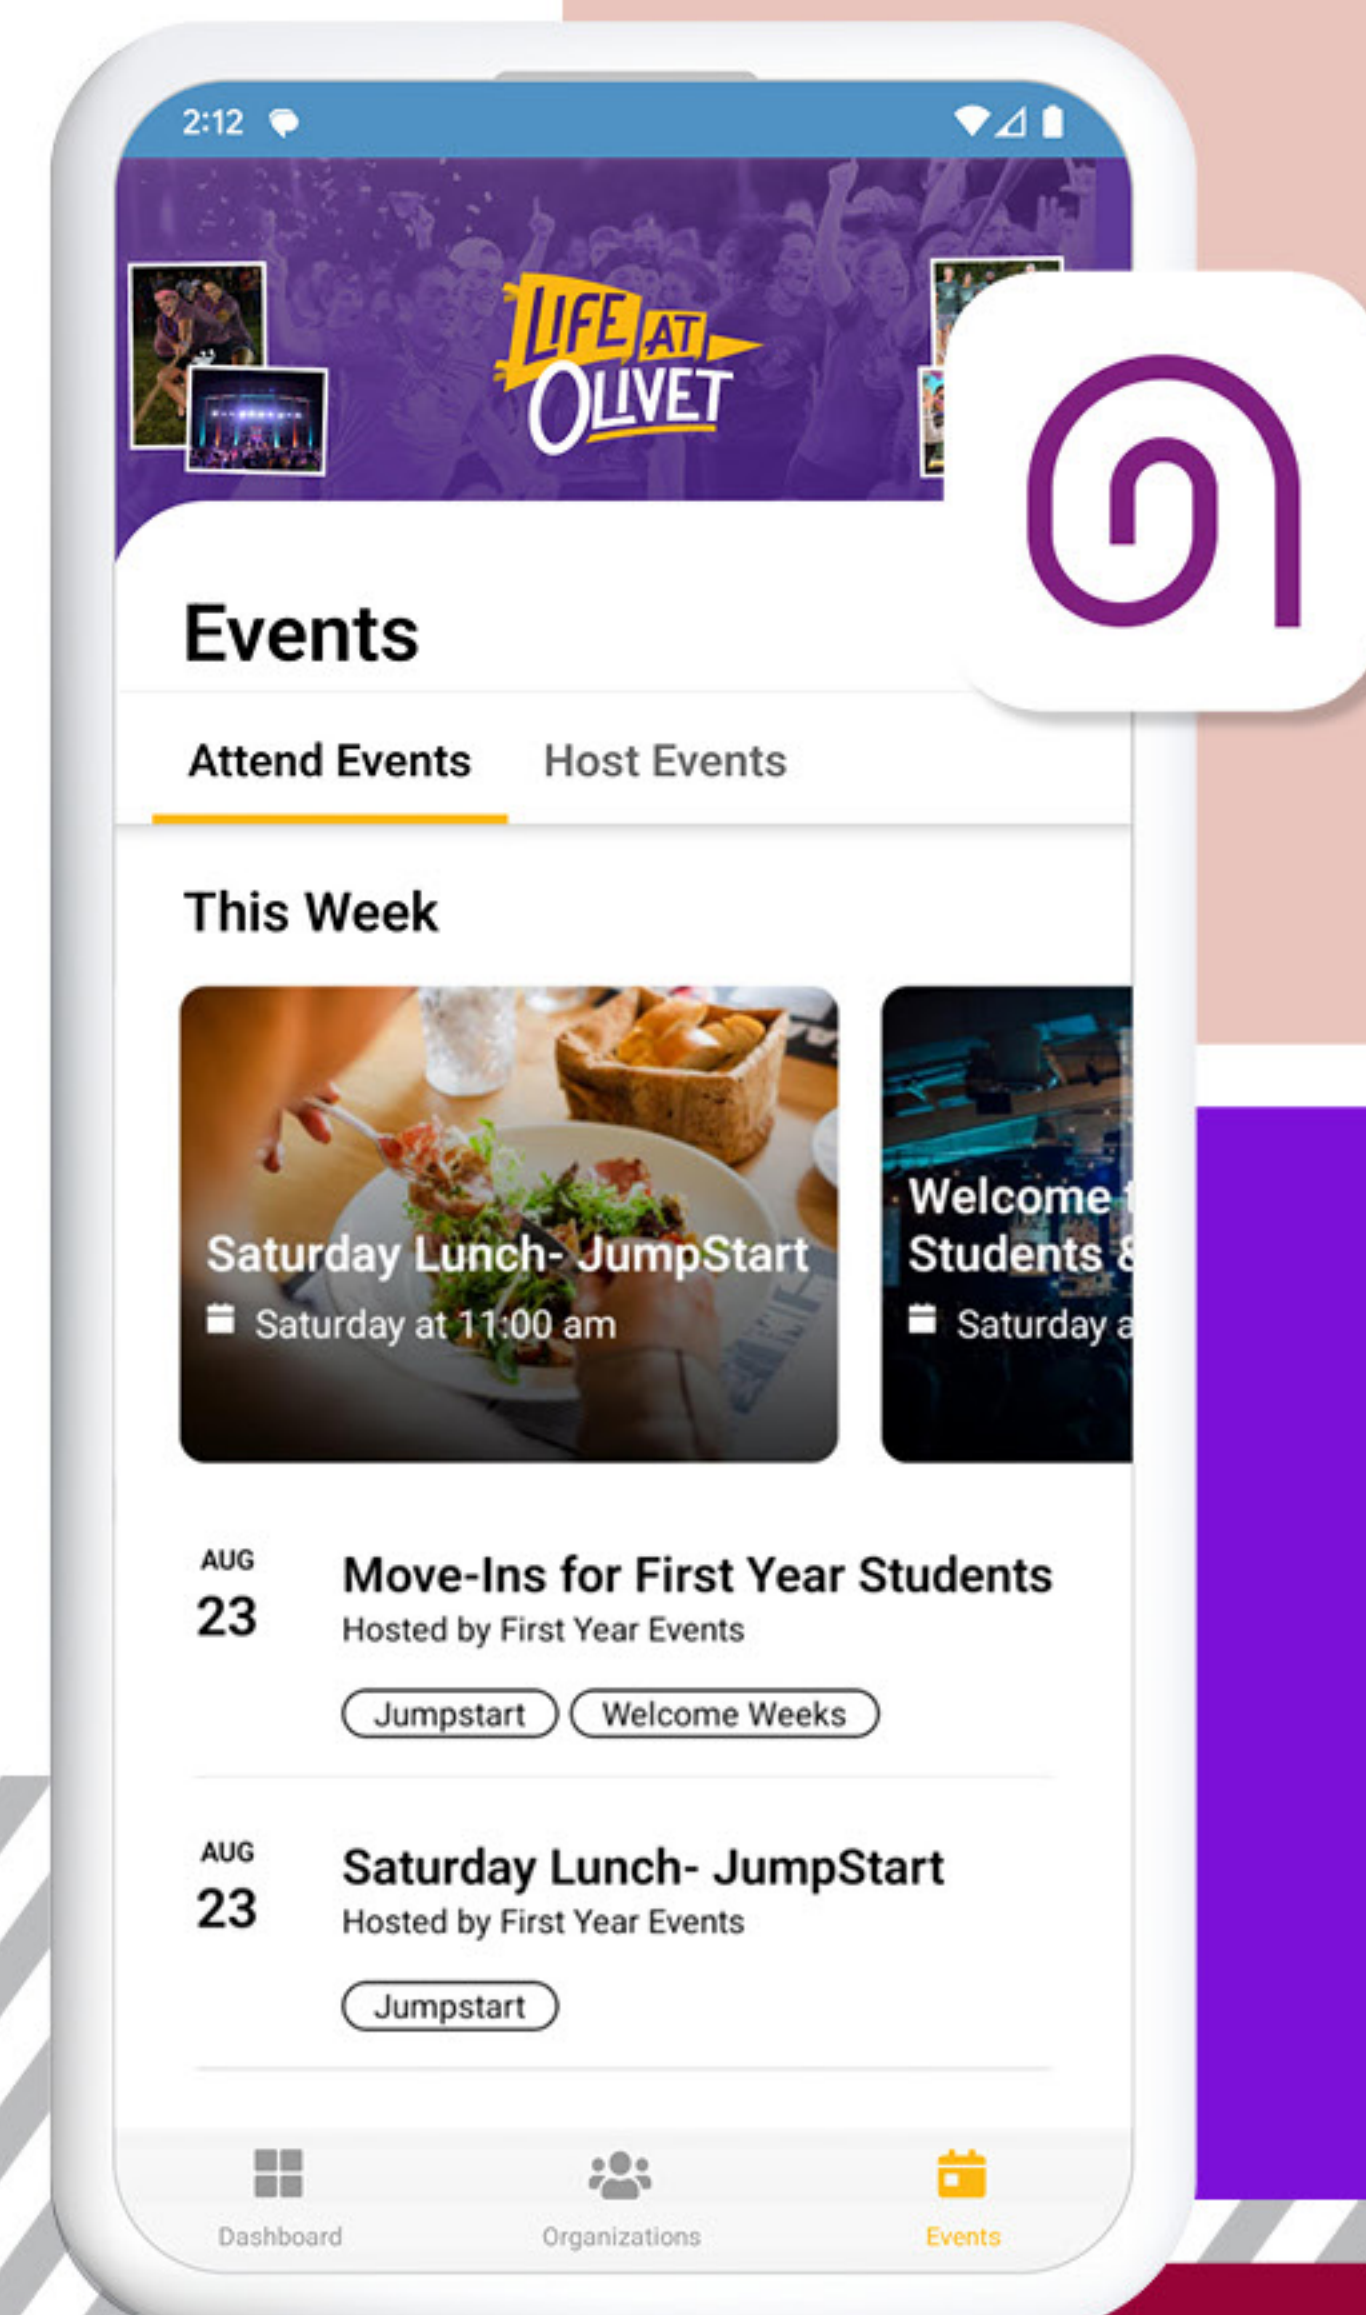 2:12
LIFE AT
OLIVET
Events
Attend Events Host Events
This Week
Saturday Lunch- JumpStart
Saturday at 11:00 am
Welcome
Students &
Saturday
AUG
23
Move-Ins for First Year Students
Hosted by First Year Events
Jumpstart Welcome Weeks
AUG
23
Saturday Lunch- JumpStart
Hosted by First Year Events
Jumpstart
Dashboard Organizations Events